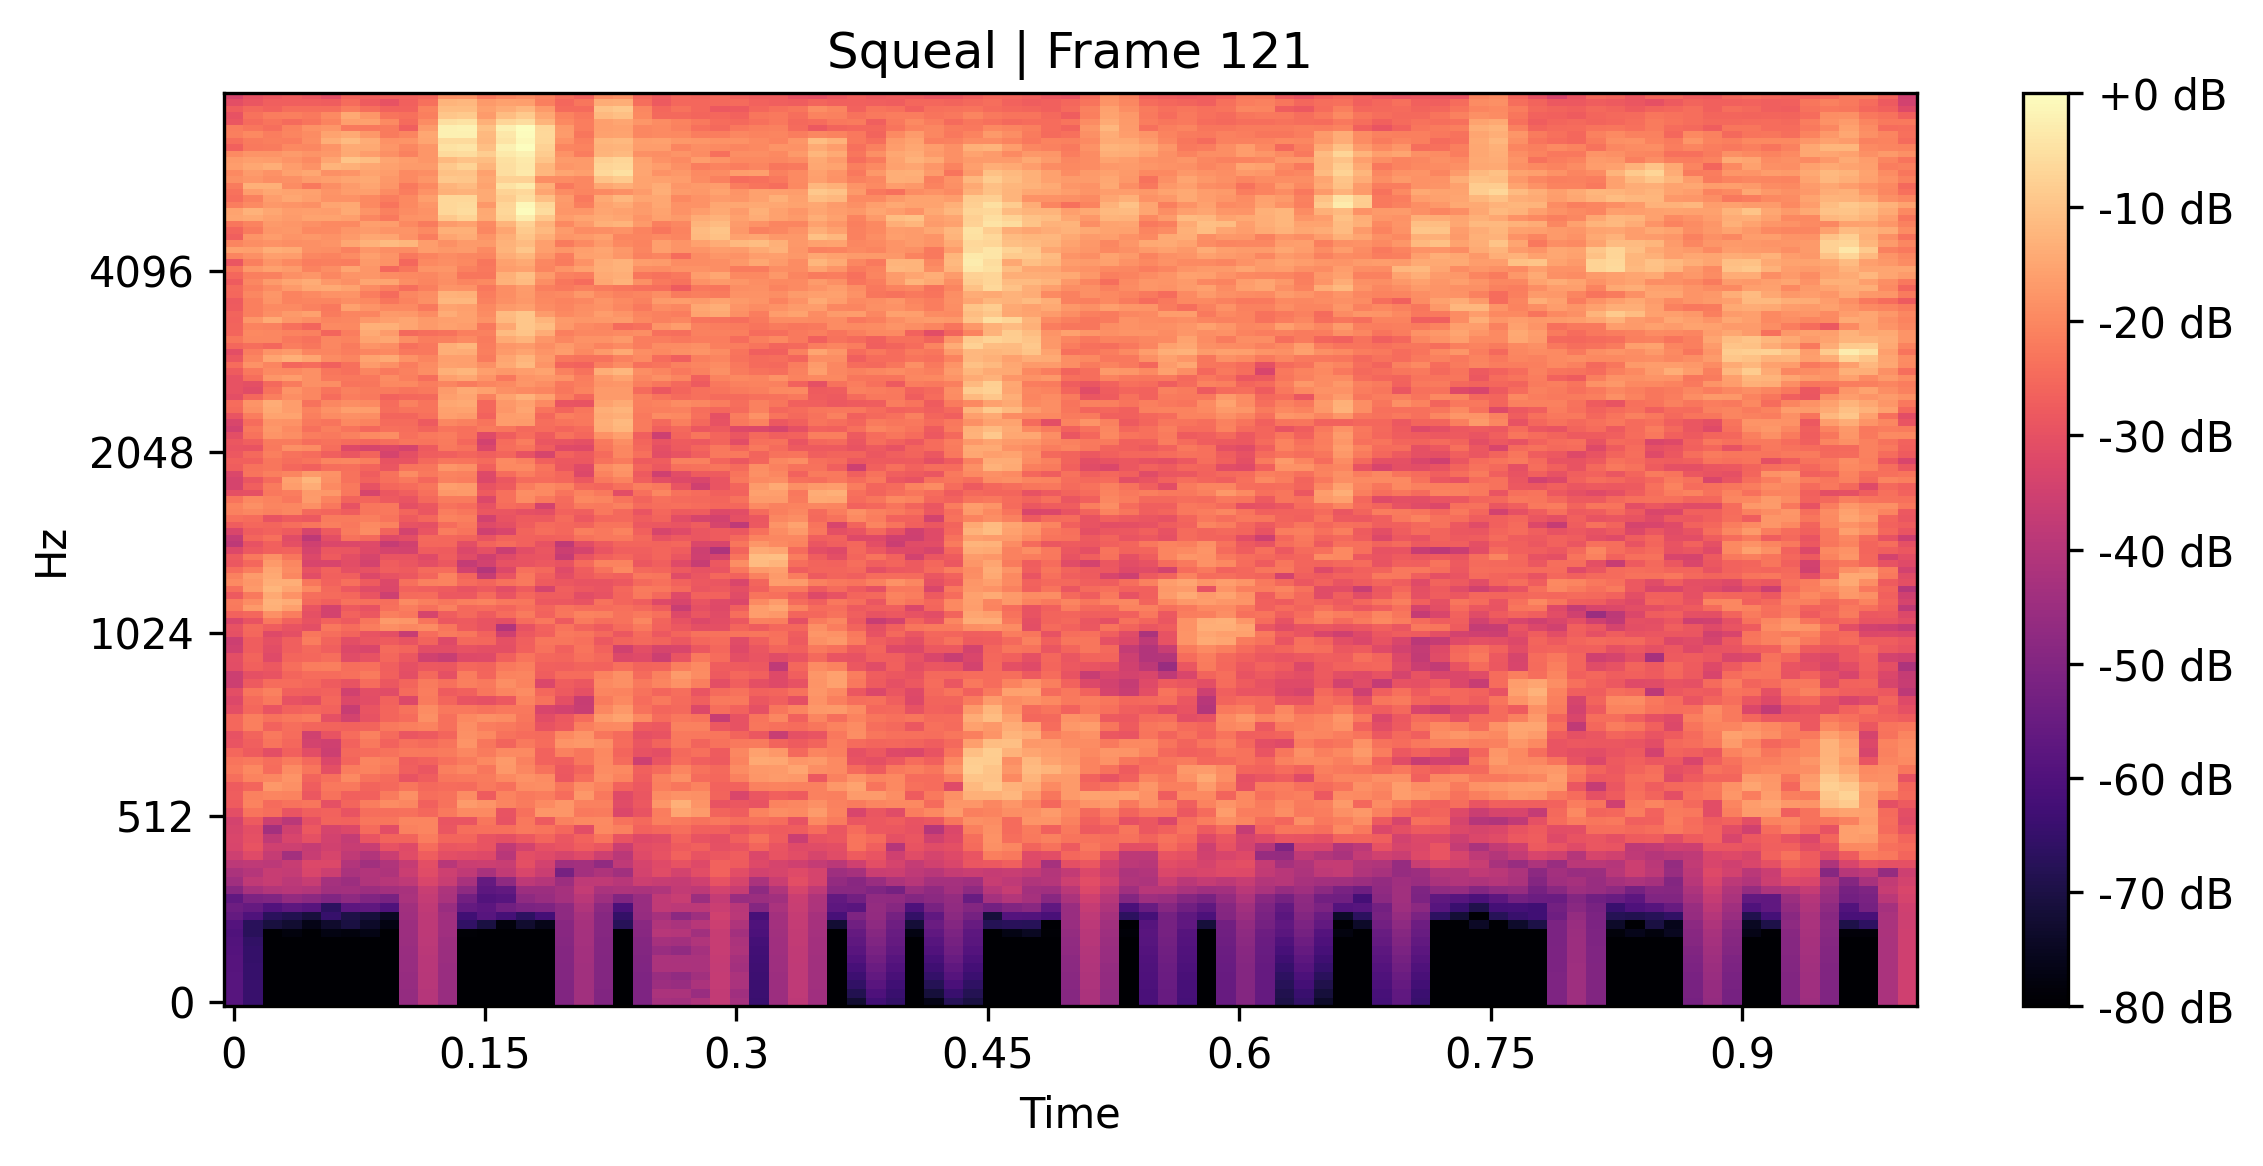 Squeal | Frame 121
Hz
4096
2048
1024
512
0
0 0.15 0.3 0.45 0.6 0.75 0.9
Time
+0 dB
-10 dB
-20 dB
-30 dB
-40 dB
-50 dB
-60 dB
-70 dB
-80 dB